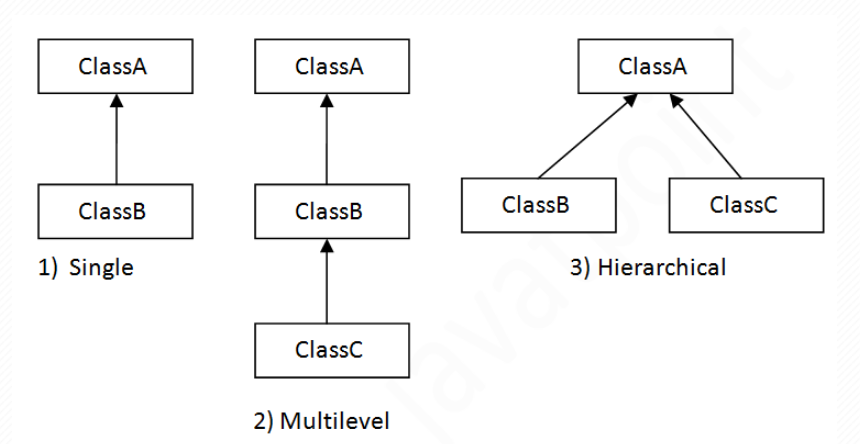 ClassA
ClassB
1) Single
ClassA
ClassB
ClassC
2) Multilevel
ClassA
ClassB
ClassC
3) Hierarchical